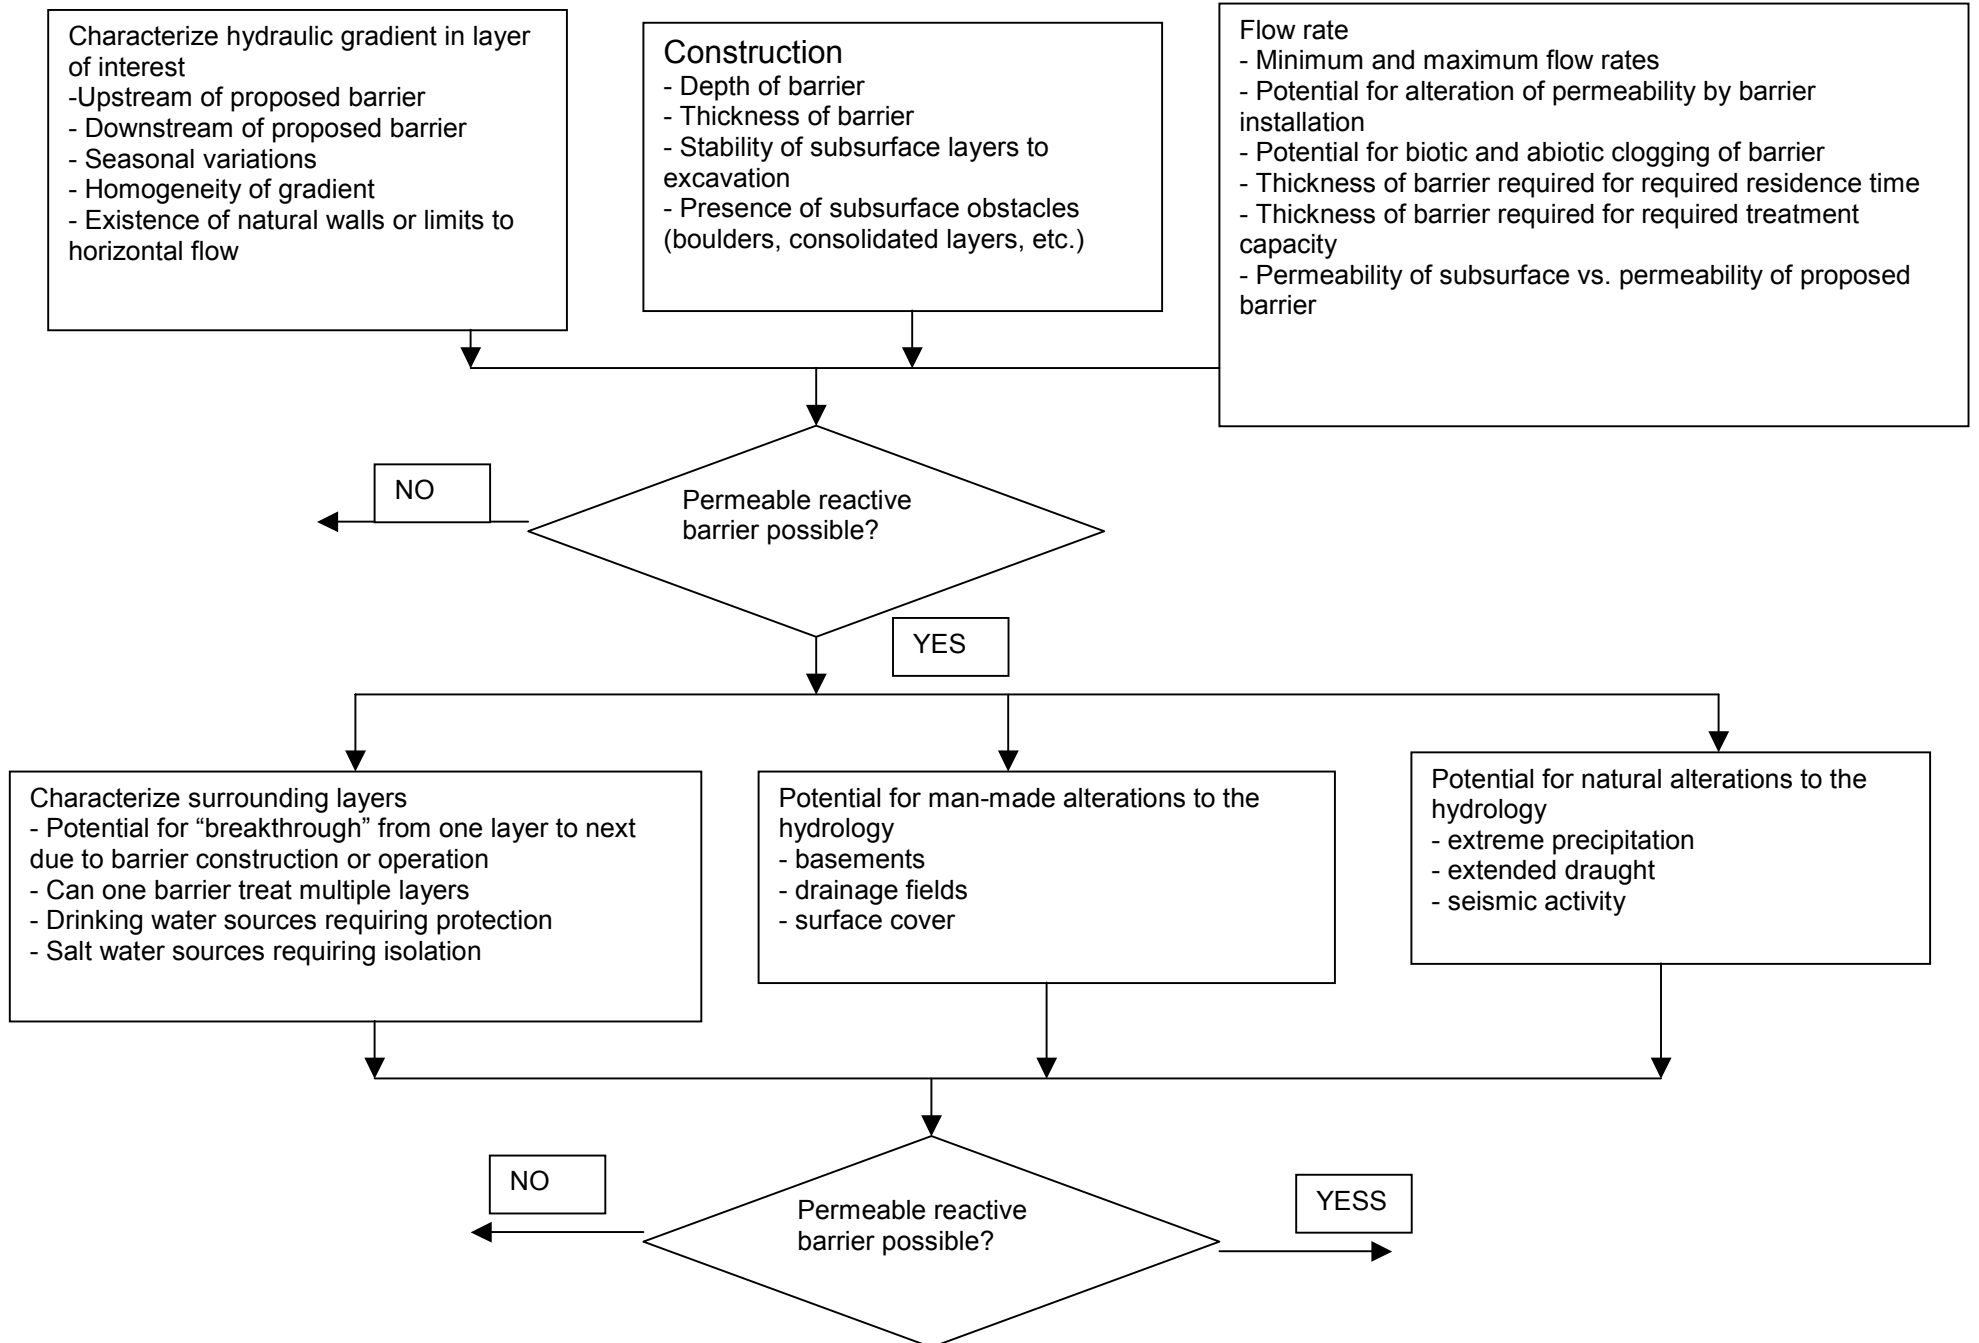 Characterize hydraulic gradient in layer
of interest
-Upstream of proposed barrier
- Downstream of proposed barrier
- Seasonal variations
- Homogeneity of gradient
- Existence of natural walls or limits to
horizontal flow
Construction
- Depth of barrier
- Thickness of barrier
- Stability of subsurface layers to
excavation
- Presence of subsurface obstacles
(boulders, consolidated layers, etc.)
Flow rate
- Minimum and maximum flow rates
- Potential for alteration of permeability by barrier
installation
- Potential for biotic and abiotic clogging of barrier
- Thickness of barrier required for required residence time
- Thickness of barrier required for required treatment
capacity
- Permeability of subsurface vs. permeability of proposed
barrier
NO
Permeable reactive
barrier possible?
YES
Characterize surrounding layers
- Potential for “breakthrough” from one layer to next
due to barrier construction or operation
- Can one barrier treat multiple layers
- Drinking water sources requiring protection
- Salt water sources requiring isolation
Potential for man-made alterations to the
hydrology
- basements
- drainage fields
- surface cover
Potential for natural alterations to the
hydrology
- extreme precipitation
- extended draught
- seismic activity
NO
Permeable reactive
barrier possible?
YESS